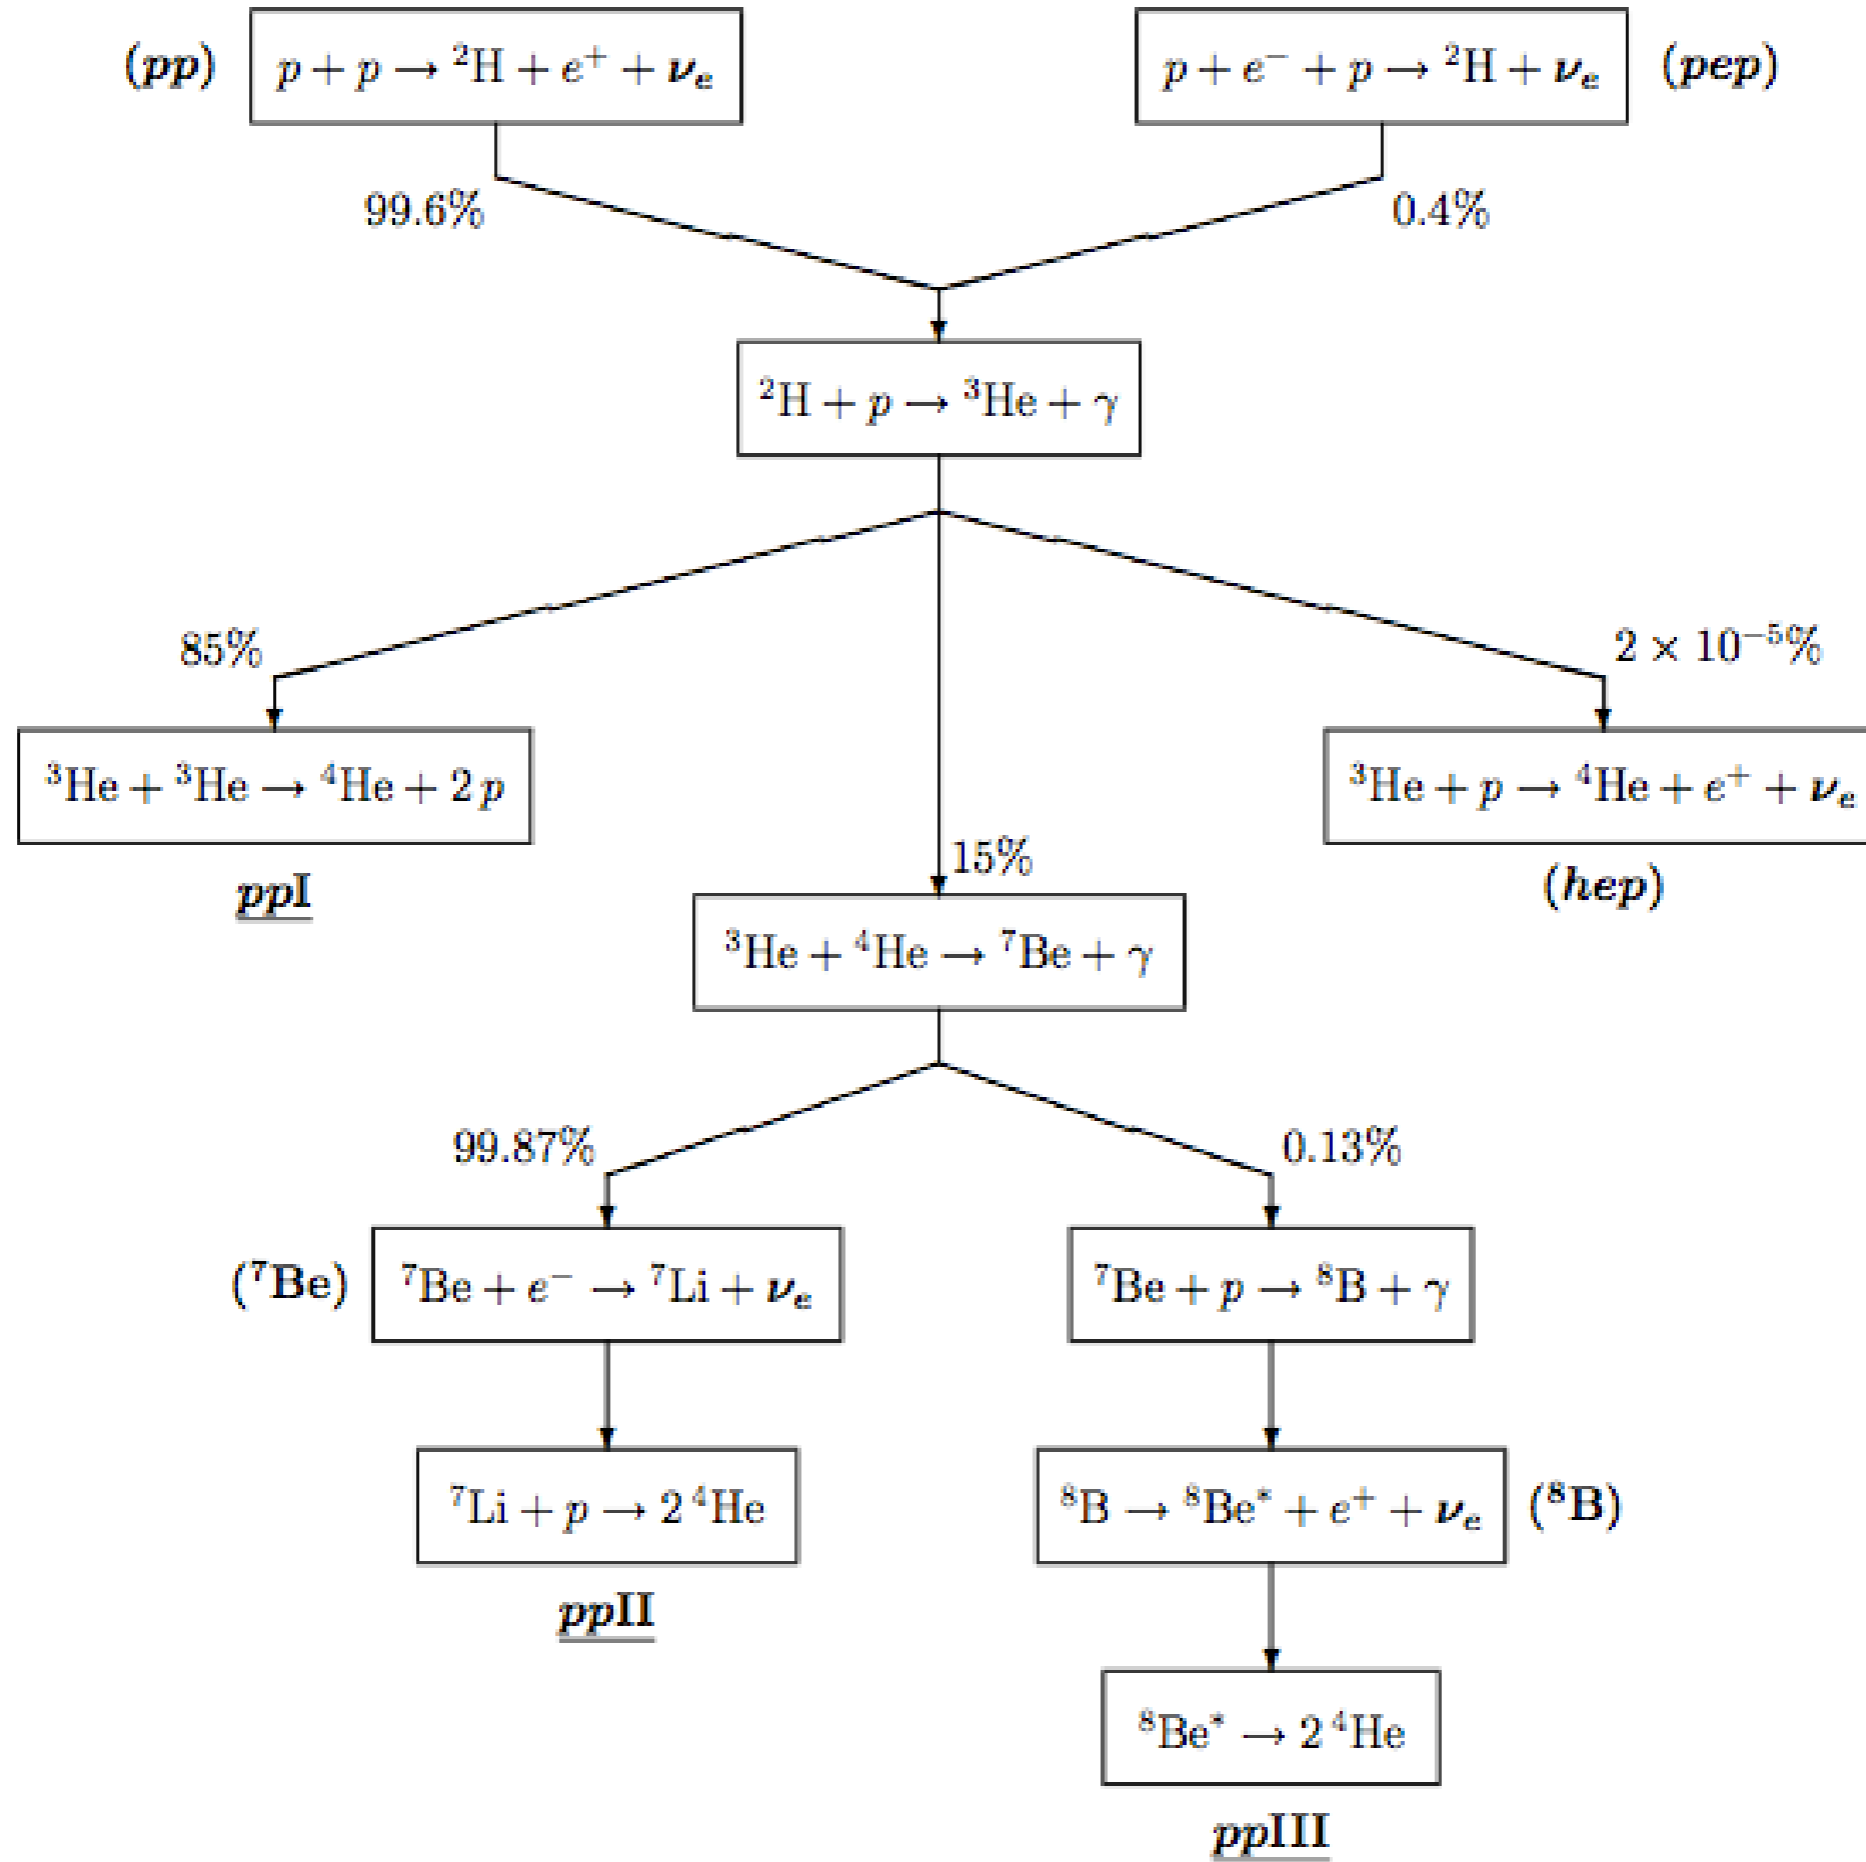 (pp) p + p → ²H + e⁺ + νₑ
p + e⁻ + p → ²H + νₑ (pep)
99.6%
0.4%
²H + p → ³He + γ
85%
2 × 10⁻⁵%
³He + ³He → ⁴He + 2 p
³He + p → ⁴He + e⁺ + νₑ
ppI
(hep)
15%
³He + ⁴He → ⁷Be + γ
99.87%
0.13%
(⁷Be) ⁷Be + e⁻ → ⁷Li + νₑ
⁷Be + p → ⁸B + γ
⁷Li + p → 2 ⁴He
⁸B → ⁸Be* + e⁺ + νₑ (⁸B)
ppII
⁸Be* → 2 ⁴He
ppIII